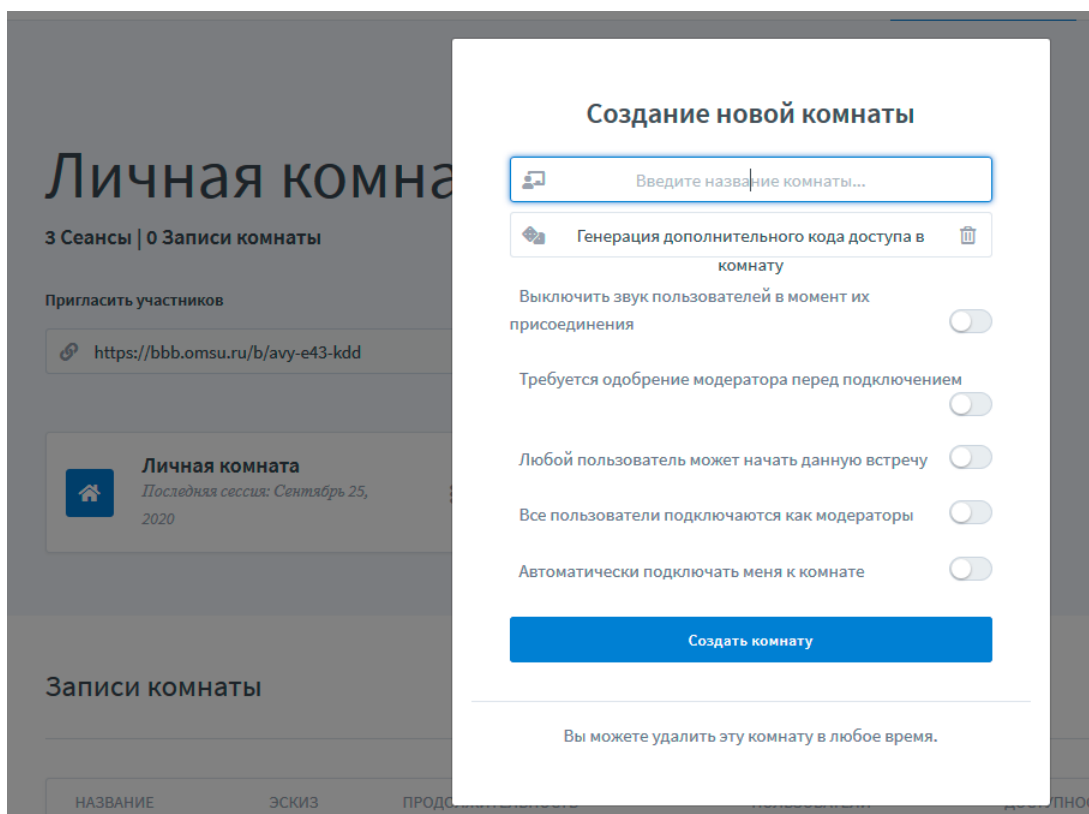 Создание новой комнаты
Личная комна
Введите название комнаты...
3 Сеансы | 0 Записи комнаты
Генерация дополнительного кода доступа в
комнату
Пригласить участников
Выключить звук пользователей в момент их
присоединения
https://bbb.omsu.ru/b/avy-e43-kdd
Требуется одобрение модератора перед подключением
Личная комната
Последняя сессия: Сентябрь 25,
2020
Любой пользователь может начать данную встречу
Все пользователи подключаются как модераторы
Автоматически подключать меня к комнате
Создать комнату
Записи комнаты
Вы можете удалить эту комнату в любое время.
НАЗВАНИЕ ЭСКИЗ